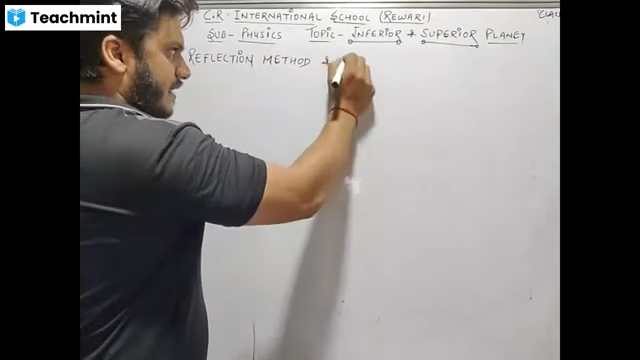 Teachmint
C.R. INTERNATIONAL SCHOOL (REWARI)
SUB- PHYSICS TOPIC- INFERIOR & SUPERIOR PLANET
REFLECTION METHOD